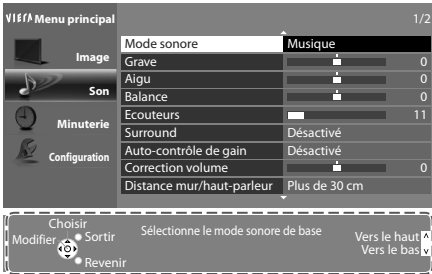 VIERA Menu principal
1/2
Image
Son
Minuterie
Configuration
Mode sonore Musique
Grave 0
Aigu 0
Balance 0
Ecouteurs 11
Surround Désactivé
Auto-contrôle de gain Désactivé
Correction volume 0
Distance mur/haut-parleur Plus de 30 cm
Choisir
Modifier
Sortir
Revenir
Sélectionne le mode sonore de base
Vers le haut
Vers le bas